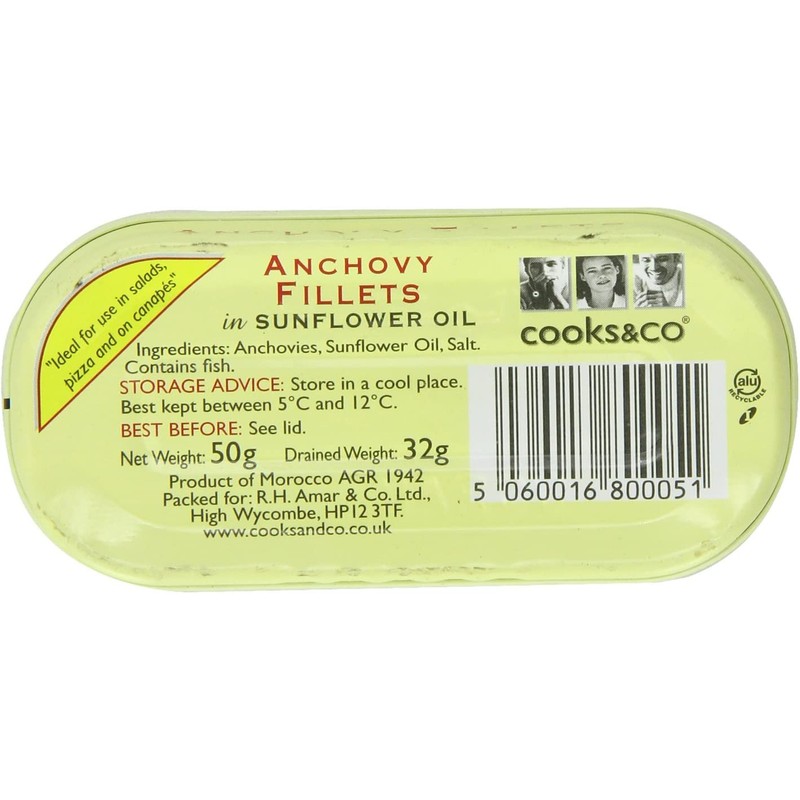 "Ideal for use in salads,
pizza and on canapés"
ANCHOVY
FILLETS
in SUNFLOWER OIL
Ingredients: Anchovies, Sunflower Oil, Salt.
Contains fish.
STORAGE ADVICE: Store in a cool place.
Best kept between 5°C and 12°C.
BEST BEFORE: See lid.
Net Weight: 50g Drained Weight: 32g
Product of Morocco AGR 1942
Packed for: R.H. Amar & Co. Ltd.,
High Wycombe, HP12 3TF.
www.cooksandco.co.uk
cooks&co®
5 060016 800051
alu
RECYCLABLE